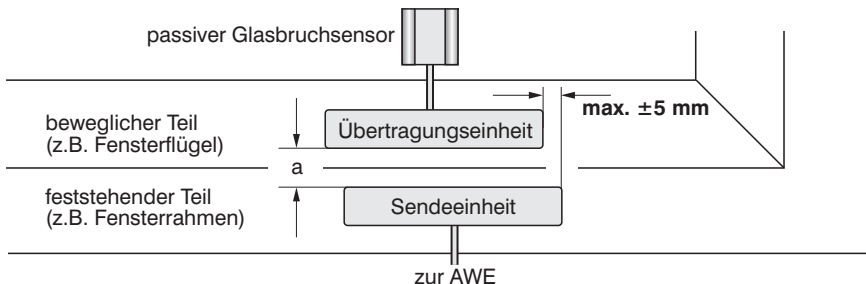 passiver Glasbruchsensor
max. ±5 mm
beweglicher Teil
(z.B. Fensterflügel)
Übertragungseinheit
a
feststehender Teil
(z.B. Fensterrahmen)
Sendeeinheit
zur AWE